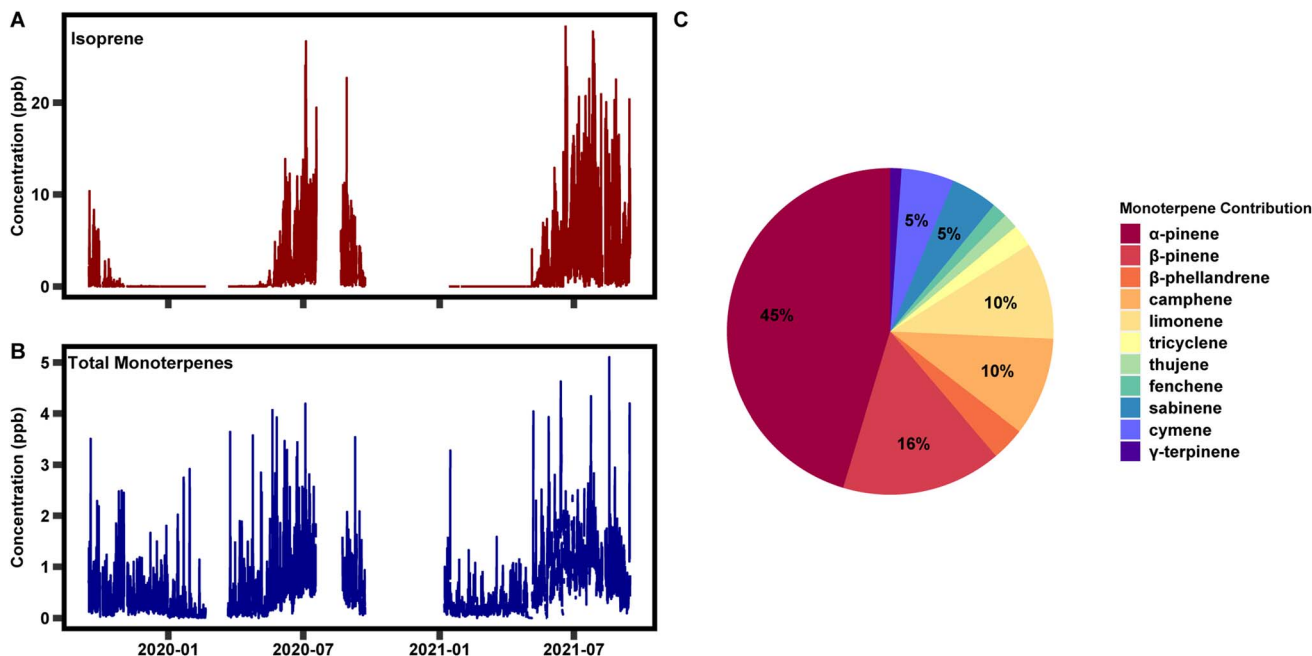 A
Isoprene
Concentration (ppb)
20
10
0
B
Total Monoterpenes
Concentration (ppb)
5
4
3
2
1
0
2020-01
2020-07
2021-01
2021-07
C
5%
5%
45%
10%
10%
16%
Monoterpene Contribution
α-pinene
β-pinene
β-phellandrene
camphene
limonene
tricyclene
thujene
fenchene
sabinene
cymene
γ-terpinene